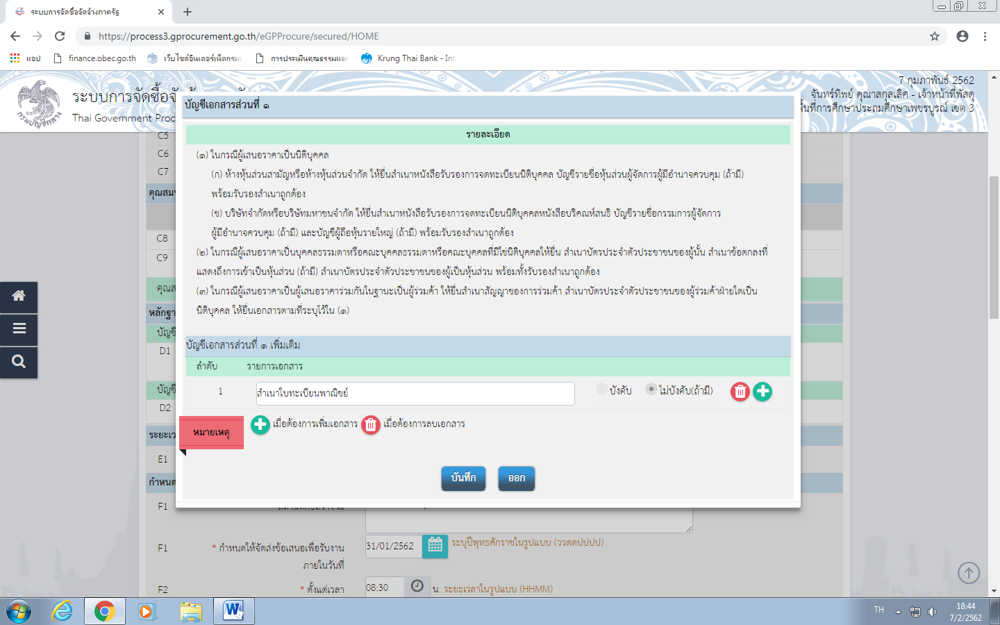 ระบบการจัดซื้อจัดจ้างภาครัฐ
https://process3.gprocurement.go.th/eGPProcure/secured/HOME
แอป
finance.obec.go.th
เว็บไซต์อินเตอร์เน็ตกรม
การประเมินคุณธรรมและ
Krung Thai Bank - Int
ระบบการจัดซื้อจั
Thai Government Proc
7 กุมภาพันธ์ 2562
จันทร์ทิพย์ คุณาสกุลเลิศ - เจ้าหน้าที่พัสดุ
พื้นที่การศึกษาประถมศึกษาเพชรบูรณ์ เขต 3
บัญชีเอกสารส่วนที่ ๑
รายละเอียด
(๑) ในกรณีผู้เสนอราคาเป็นนิติบุคคล
(ก) ห้างหุ้นส่วนสามัญหรือห้างหุ้นส่วนจำกัด ให้ยื่นสำเนาหนังสือรับรองการจดทะเบียนนิติบุคคล บัญชีรายชื่อหุ้นส่วนผู้จัดการผู้มีอำนาจควบคุม (ถ้ามี)
พร้อมรับรองสำเนาถูกต้อง
(ข) บริษัทจำกัดหรือบริษัทมหาชนจำกัด ให้ยื่นสำเนาหนังสือรับรองการจดทะเบียนนิติบุคคลหนังสือบริคณห์สนธิ บัญชีรายชื่อกรรมการผู้จัดการ
ผู้มีอำนาจควบคุม (ถ้ามี) และบัญชีผู้ถือหุ้นรายใหญ่ (ถ้ามี) พร้อมรับรองสำเนาถูกต้อง
(๒) ในกรณีผู้เสนอราคาเป็นบุคคลธรรมดาหรือคณะบุคคลธรรมดาหรือคณะบุคคลที่มิใช่นิติบุคคลให้ยื่น สำเนาบัตรประจำตัวประชาชนของผู้นั้น สำเนาข้อตกลงที่
แสดงถึงการเข้าเป็นหุ้นส่วน (ถ้ามี) สำเนาบัตรประจำตัวประชาชนของผู้เป็นหุ้นส่วน พร้อมทั้งรับรองสำเนาถูกต้อง
(๓) ในกรณีผู้เสนอราคาเป็นผู้เสนอราคาร่วมกันในฐานะเป็นผู้ร่วมค้า ให้ยื่นสำเนาสัญญาของการร่วมค้า สำเนาบัตรประจำตัวประชาชนของผู้ร่วมค้าฝ่ายใดเป็น
นิติบุคคล ให้ยื่นเอกสารตามที่ระบุไว้ใน (๑)
บัญชีเอกสารส่วนที่ ๑ เพิ่มเติม
ลำดับ รายการเอกสาร
1 สำเนาใบทะเบียนพาณิชย์ บังคับ ไม่บังคับ(ถ้ามี)
หมายเหตุ เมื่อต้องการเพิ่มเอกสาร เมื่อต้องการลบเอกสาร
บันทึก ออก
C5
C6
C7
คุณสม
C8
C9
คุณส
หลักฐา
บัญชี
D1
บัญชี
D2
ระยะเว
E1
กำหนด
F1
F1 * กำหนดให้จัดส่งข้อเสนอเพื่อรับงาน 31/01/2562 ระบุปีพุทธศักราชในรูปแบบ (ววดดปปปป)
ภายในวันที่
F2 * ตั้งแต่เวลา 08:30 น. ระยะเวลาในรูปแบบ (HHMM)
TH
18:44
7/2/2562